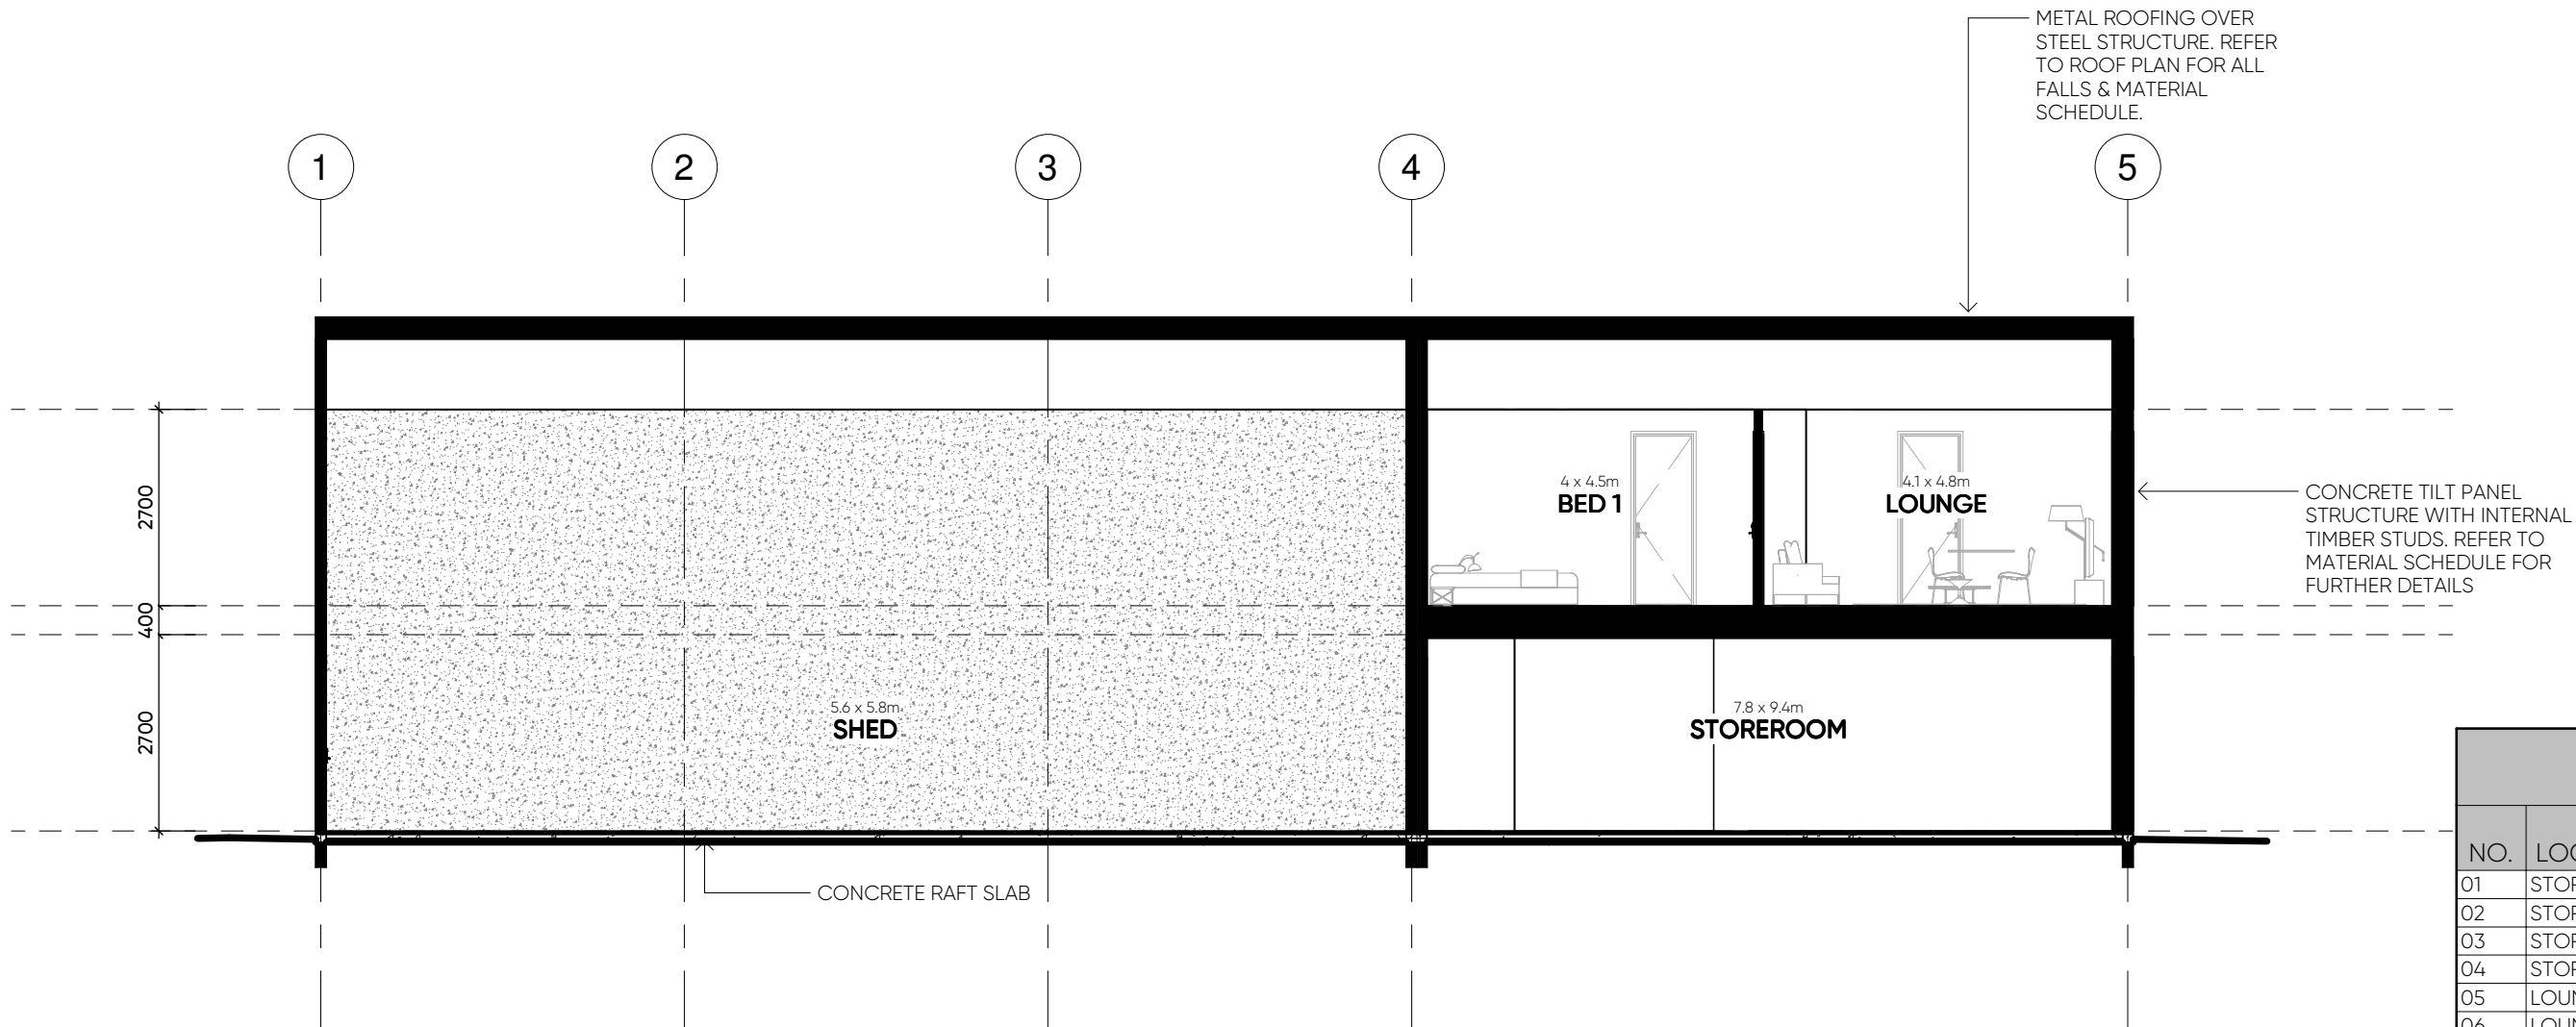 METAL ROOFING OVER
STEEL STRUCTURE. REFER
TO ROOF PLAN FOR ALL
FALLS & MATERIAL
SCHEDULE.
1
2
3
4
5
2700
400
2700
4 x 4.5m
BED 1
4.1 x 4.8m
LOUNGE
CONCRETE TILT PANEL
STRUCTURE WITH INTERNAL
TIMBER STUDS. REFER TO
MATERIAL SCHEDULE FOR
FURTHER DETAILS
5.6 x 5.8m
SHED
7.8 x 9.4m
STOREROOM
CONCRETE RAFT SLAB
NO.
01
02
03
04
05